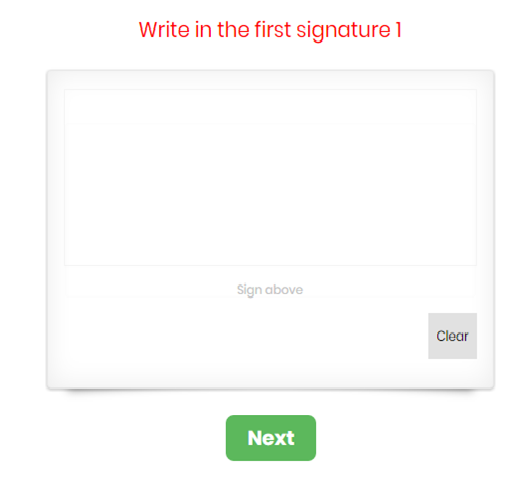 Write in the first signature 1
Sign above
Clear
Next